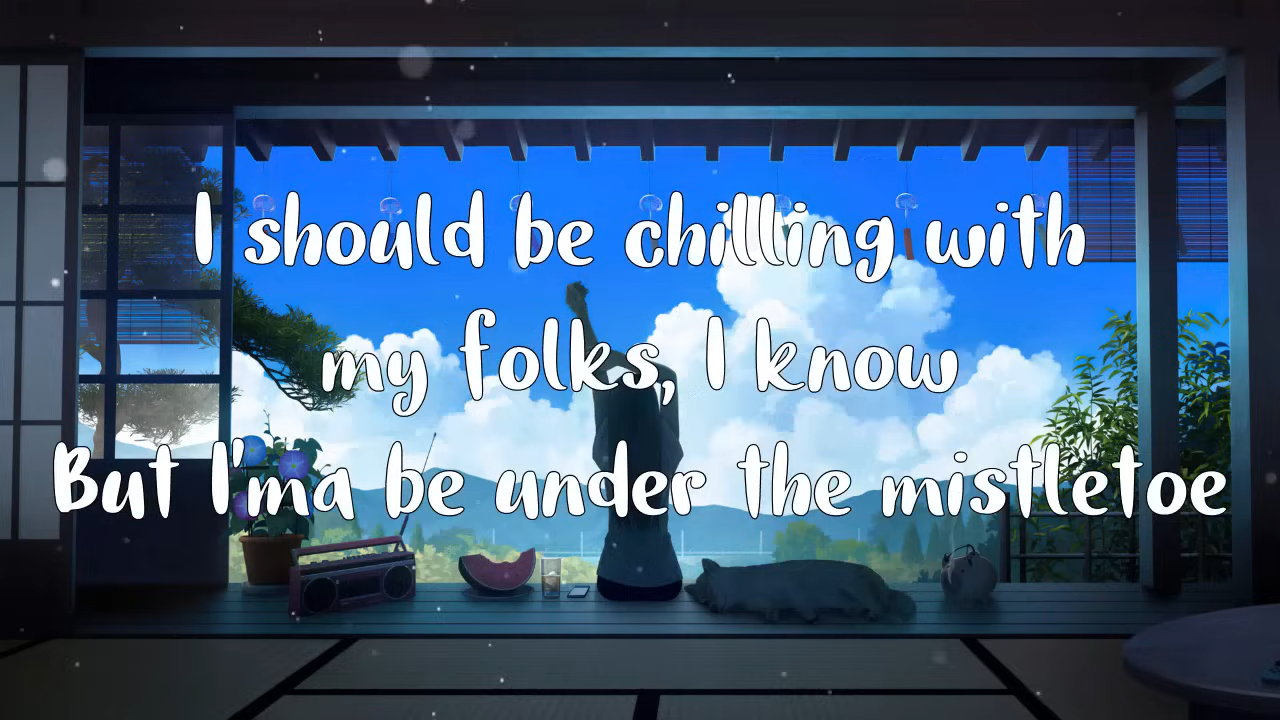 I should be chilling with
my folks, I know
But I'ma be under the mistletoe